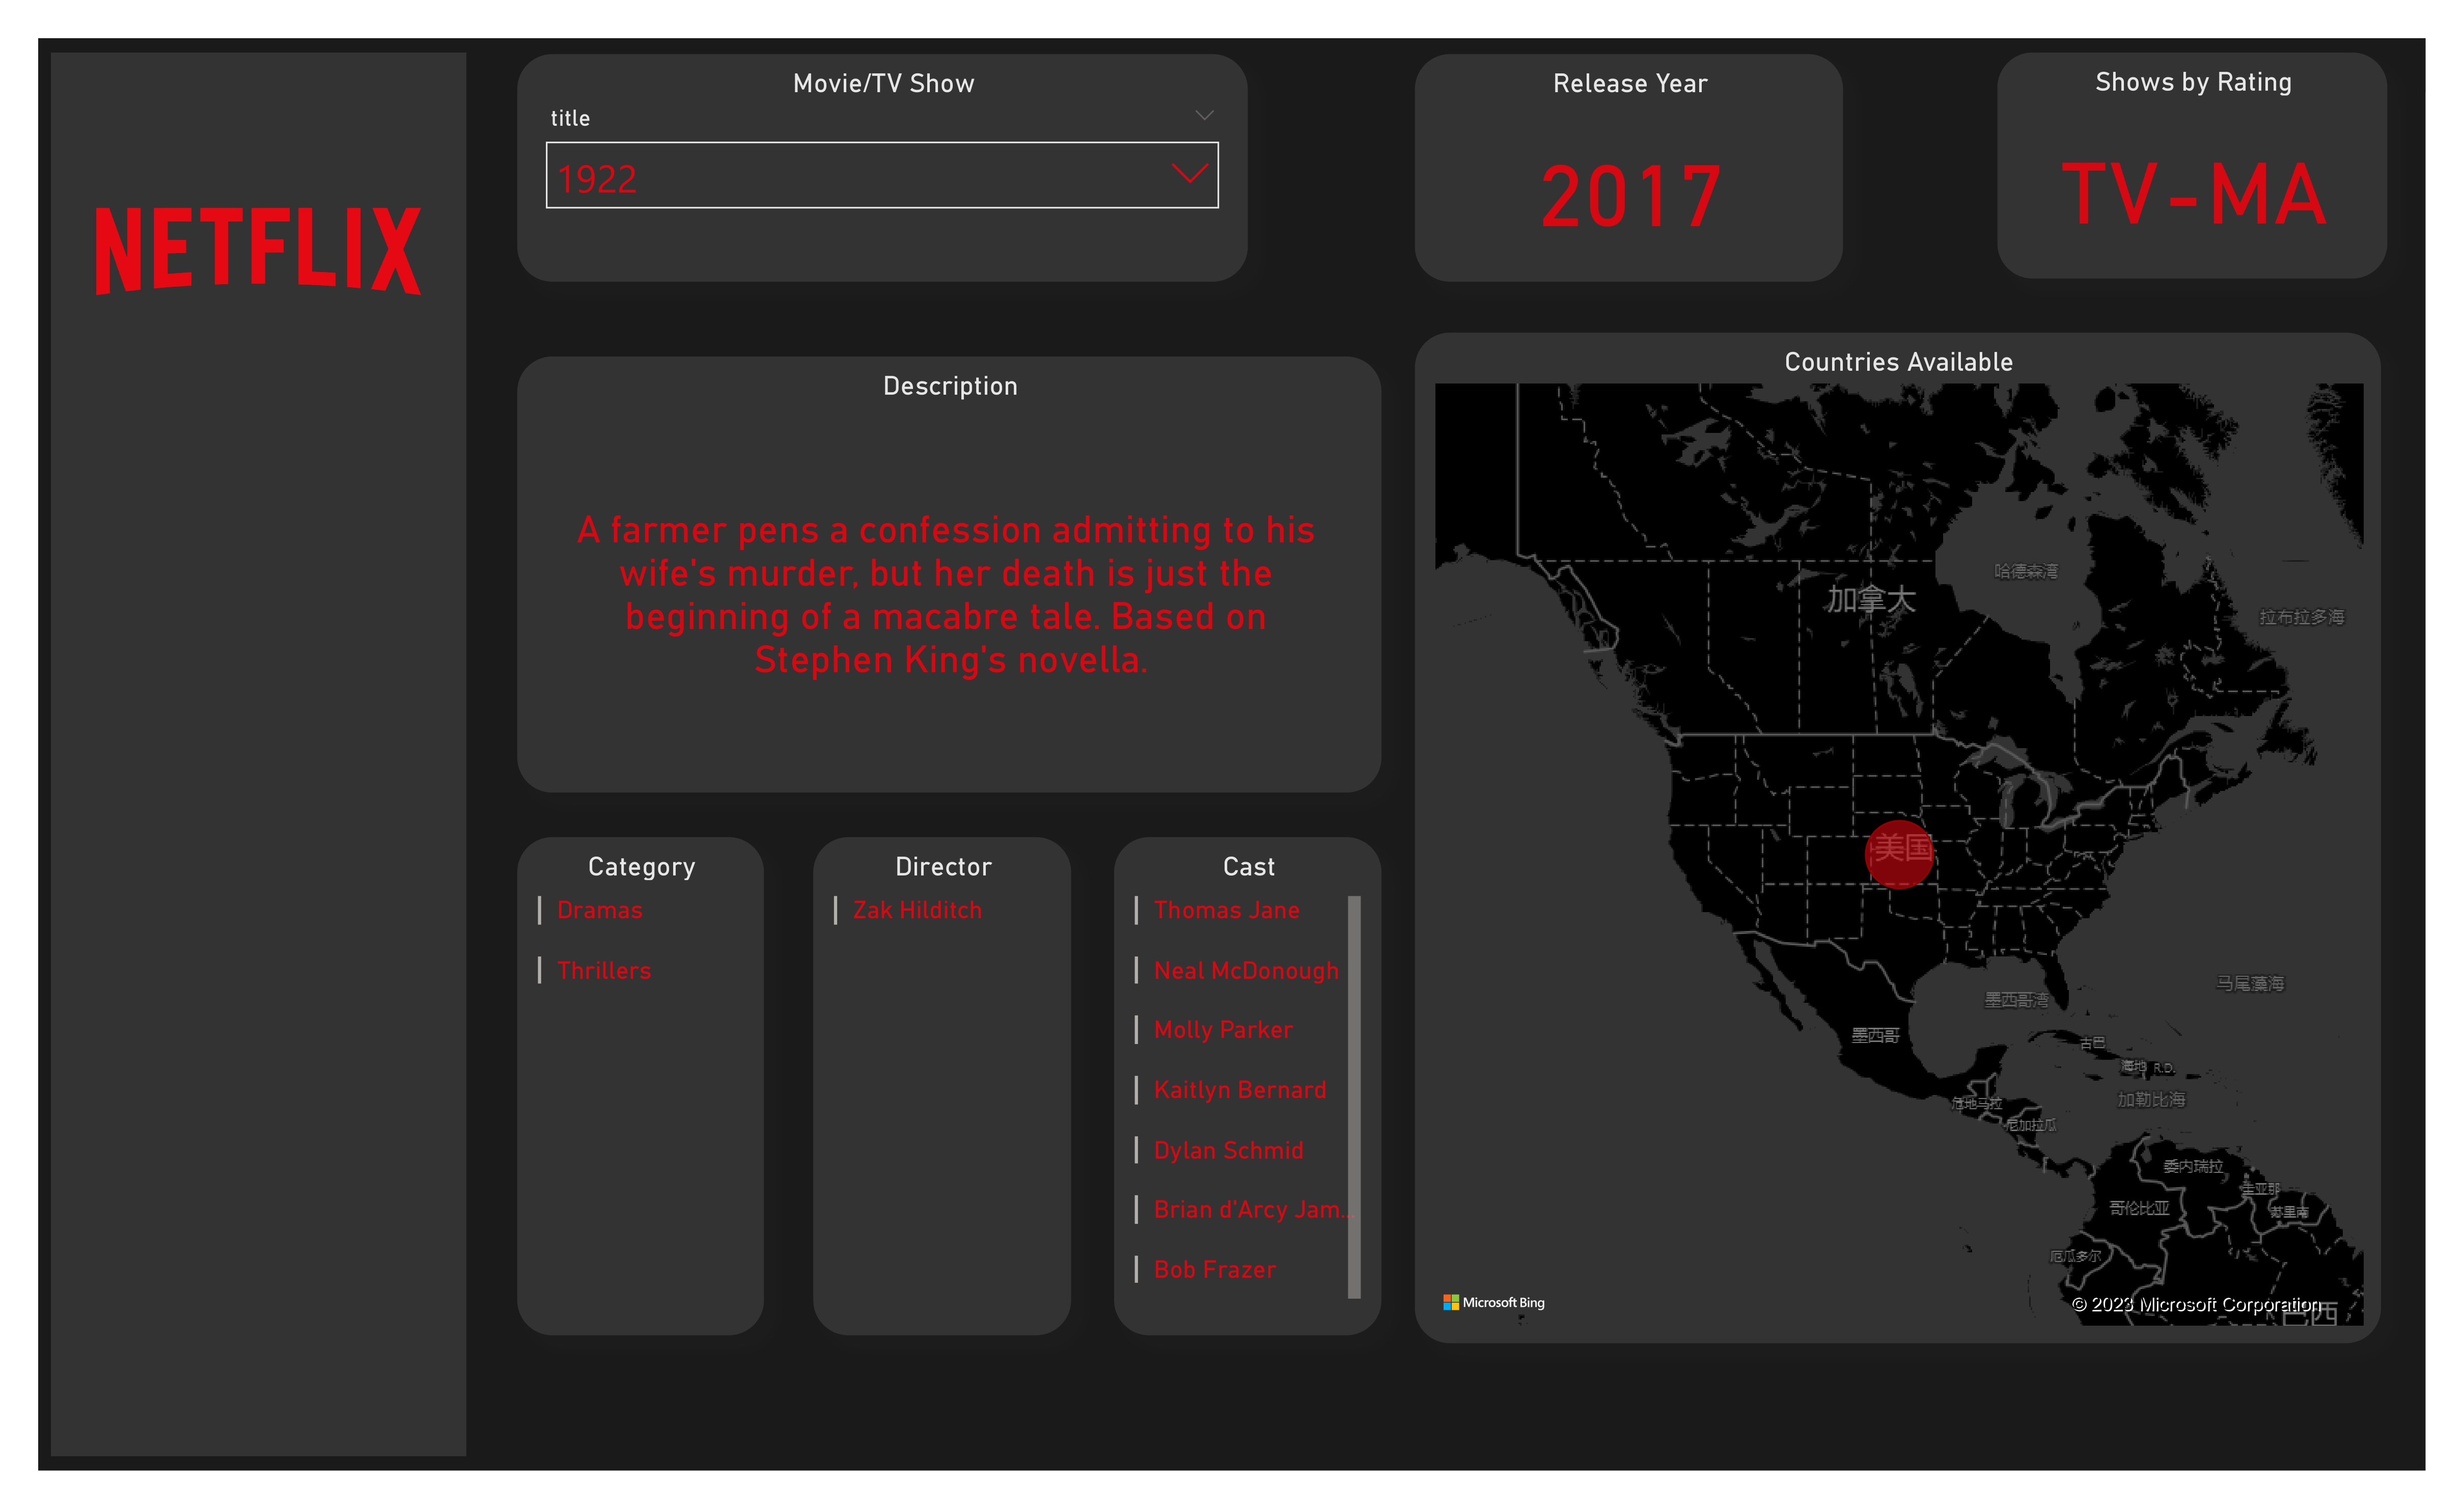 NETFLIX
Movie/TV Show
title
1922
Release Year
2017
Shows by Rating
TV-MA
Description
A farmer pens a confession admitting to his
wife's murder, but her death is just the
beginning of a macabre tale. Based on
Stephen King's novella.
Category
Dramas
Thrillers
Director
Zak Hilditch
Cast
Thomas Jane
Neal McDonough
Molly Parker
Kaitlyn Bernard
Dylan Schmid
Brian d'Arcy Jam...
Bob Frazer
Countries Available
哈德森湾
加拿大
拉布拉多海
美国
马尾藻海
墨西哥湾
墨西哥
古巴
海地 R.D.
加勒比海
危地马拉
尼加拉瓜
委内瑞拉
圭亚那
哥伦比亚
苏里南
厄瓜多尔
巴西
Microsoft Bing
© 2023 Microsoft Corporation